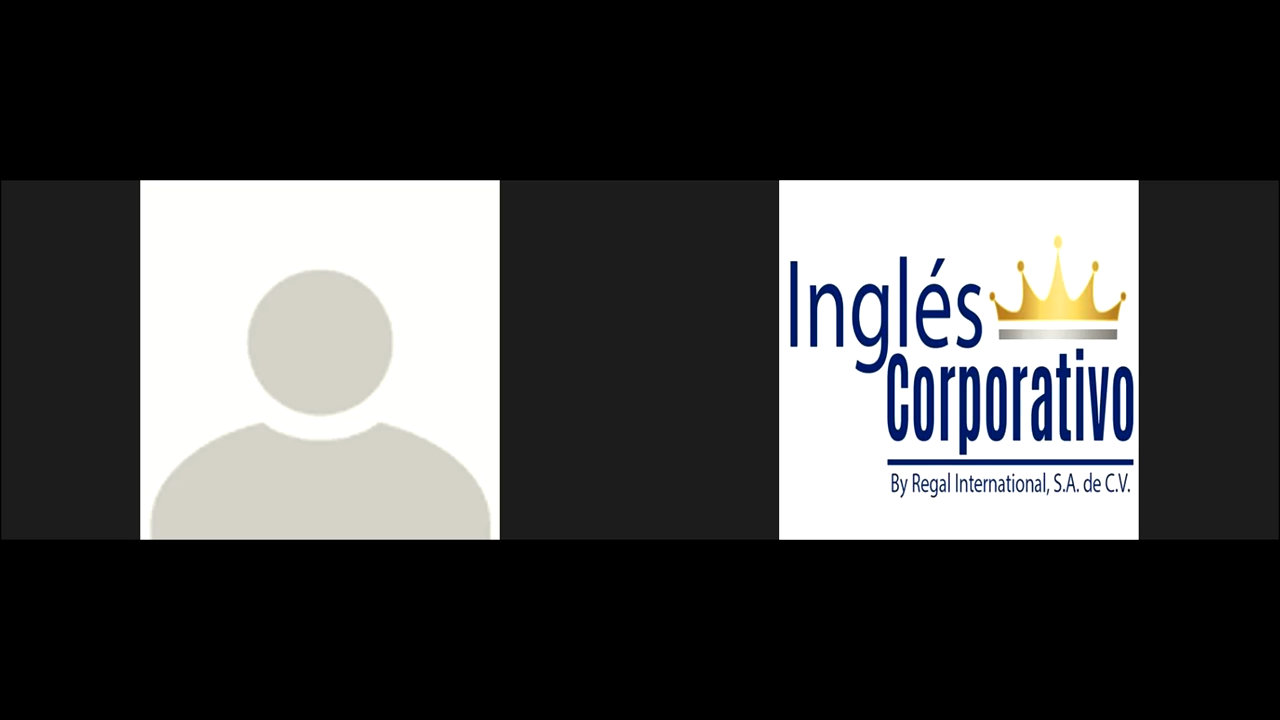 Inglés
Corporativo
By Regal International, S.A. de C.V.